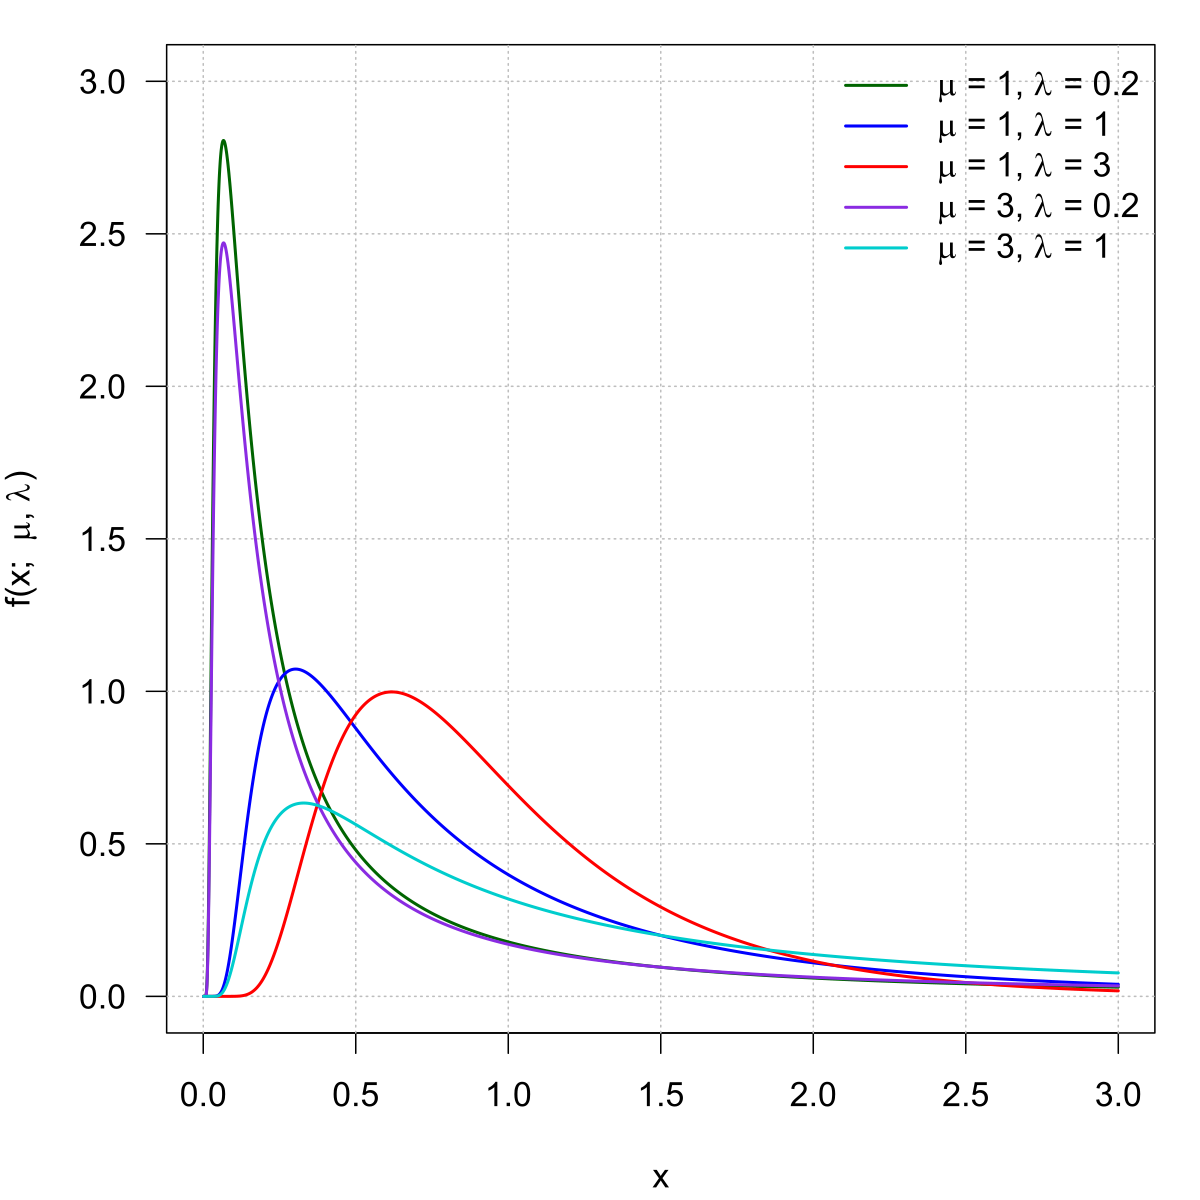 3.0
2.5
2.0
1.5
1.0
0.5
0.0
f(x; μ, λ)
μ = 1, λ = 0.2
μ = 1, λ = 1
μ = 1, λ = 3
μ = 3, λ = 0.2
μ = 3, λ = 1
0.0 0.5 1.0 1.5 2.0 2.5 3.0
x